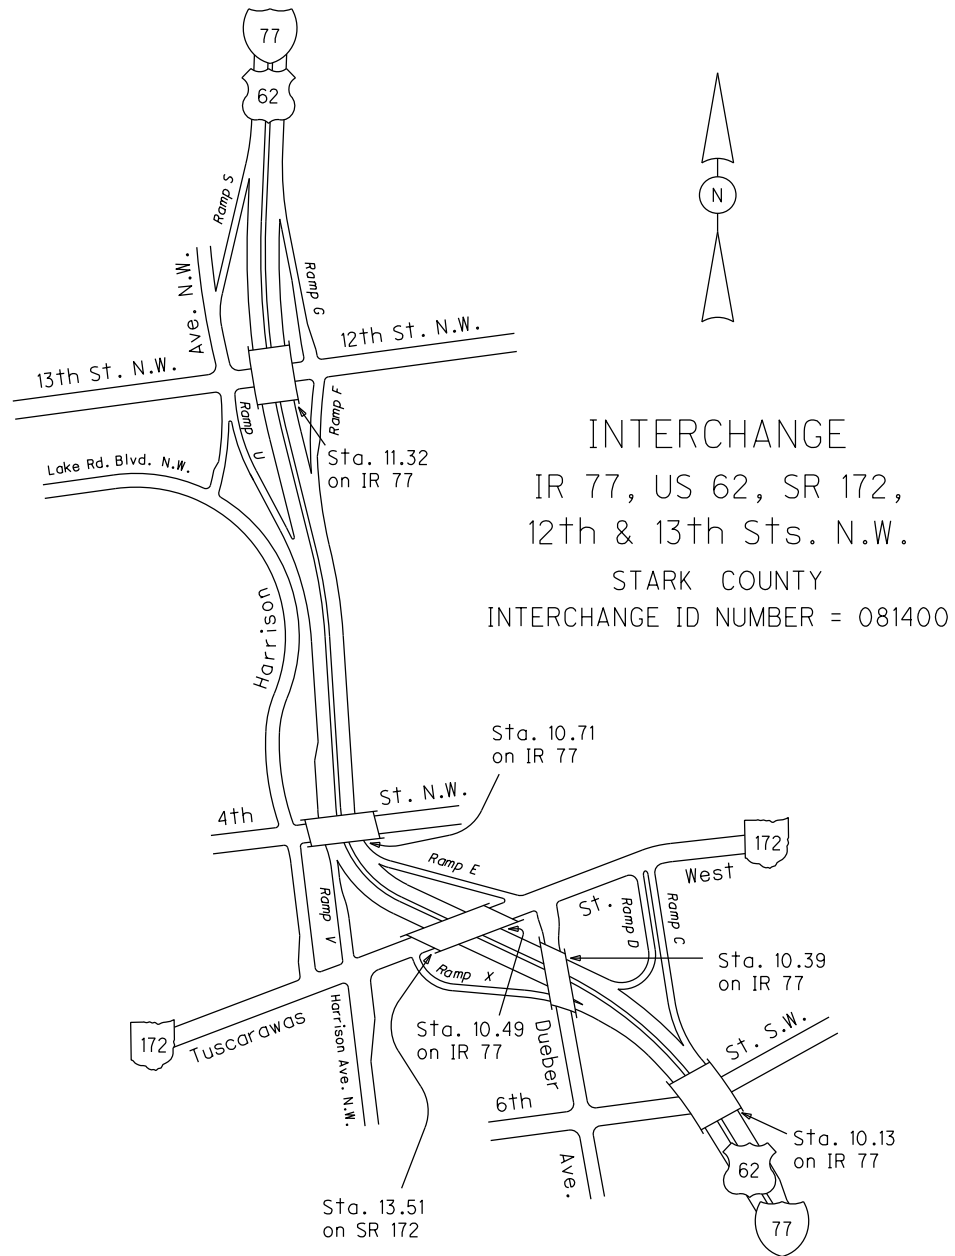 77
62
Ramp S
N
Ave. N.W.
Ramp G
12th St. N.W.
13th St. N.W.
Ramp F
Ramp U
Sta. 11.32
on IR 77
Lake Rd. Blvd. N.W.
INTERCHANGE
IR 77, US 62, SR 172,
12th & 13th Sts. N.W.
STARK COUNTY
INTERCHANGE ID NUMBER = 081400
Harrison
Sta. 10.71
on IR 77
4th
St. N.W.
172
Ramp E
West
St.
Ramp V
Ramp D
Ramp C
Ramp X
Sta. 10.39
on IR 77
172
Tuscarawas
Harrison Ave. N.W.
Sta. 10.49
on IR 77
Dueber
St. S.W.
6th
Sta. 10.13
on IR 77
Ave.
62
Sta. 13.51
on SR 172
77